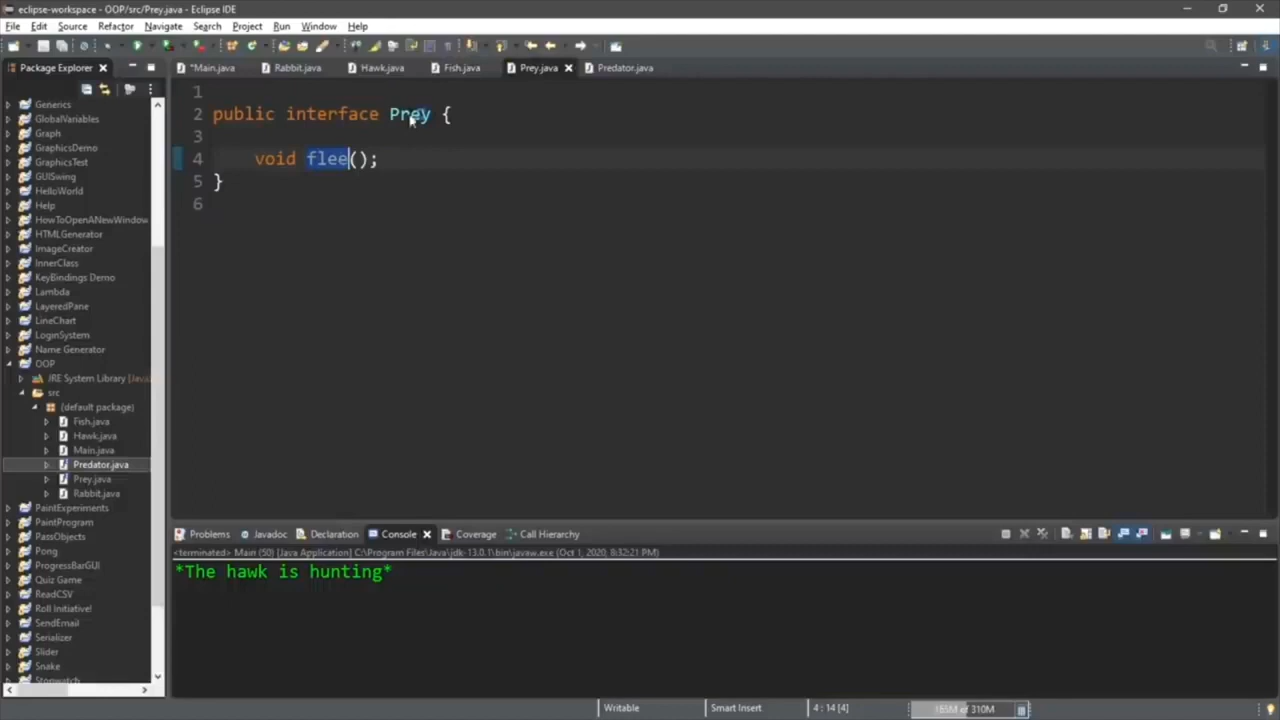 eclipse-workspace - OOP/src/Prey.java - Eclipse IDE
File Edit Source Refactor Navigate Search Project Run Window Help
Package Explorer
*Main.java Rabbit.java Hawk.java Fish.java Prey.java Predator.java
Generics
GlobalVariables
Graph
GraphicsDemo
GraphicsTest
GUISwing
HelloWorld
Help
HowToOpenANewWindow
HTMLGenerator
ImageCreator
InnerClass
KeyBindings Demo
Lambda
LayeredPane
LineChart
LoginSystem
Name Generator
OOP
JRE System Library [Java
src
(default package)
Fish.java
Hawk.java
Main.java
Predator.java
Prey.java
Rabbit.java
PaintExperiments
PaintProgram
PassObjects
Pong
ProgressBarGUI
Quiz Game
ReadCSV
Roll Initiative!
SendEmail
Serializer
Slider
Snake
Stopwatch
1
2 public interface Prey {
3
4 void flee();
5 }
6
Problems Javadoc Declaration Console Coverage Call Hierarchy
<terminated> Main (50) [Java Application] C:\Program Files\Java\jdk-13.0.1\bin\javaw.exe (Oct 1, 2020, 8:32:21 PM)
*The hawk is hunting*
Writable Smart Insert 4 : 14 [4] 185M of 310M